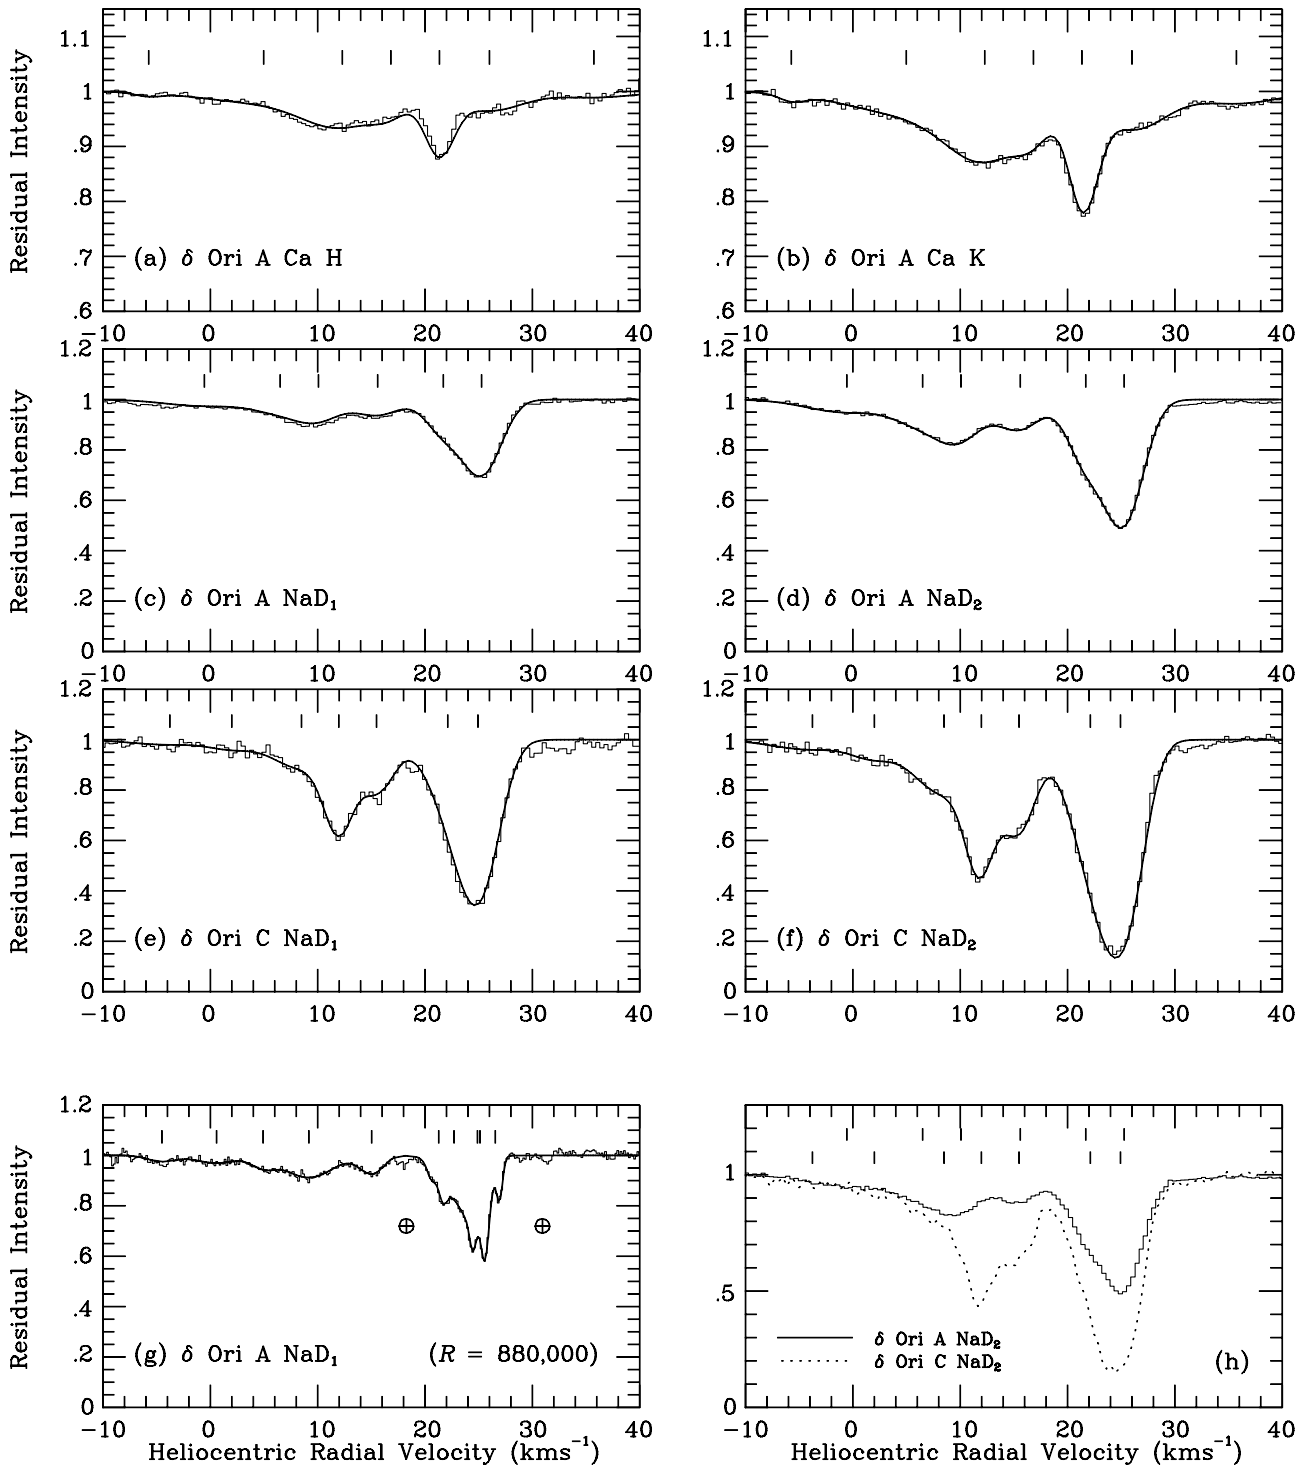 Residual Intensity
1.1
1
.9
.8
.7
.6
(a) δ Ori A Ca H
-10 0 10 20 30 40
1.1
1
.9
.8
.7
.6
(b) δ Ori A Ca K
-10 0 10 20 30 40
Residual Intensity
1.2
1
.8
.6
.4
.2
0
(c) δ Ori A NaD₁
-10 0 10 20 30 40
1.2
1
.8
.6
.4
.2
0
(d) δ Ori A NaD₂
-10 0 10 20 30 40
Residual Intensity
1.2
1
.8
.6
.4
.2
0
(e) δ Ori C NaD₁
-10 0 10 20 30 40
1.2
1
.8
.6
.4
.2
0
(f) δ Ori C NaD₂
-10 0 10 20 30 40
Residual Intensity
1.2
1
.8
.6
.4
.2
0
(g) δ Ori A NaD₁ (R = 880,000)
-10 0 10 20 30 40
Heliocentric Radial Velocity (kms⁻¹)
1
.5
0
δ Ori A NaD₂
δ Ori C NaD₂
(h)
-10 0 10 20 30 40
Heliocentric Radial Velocity (kms⁻¹)